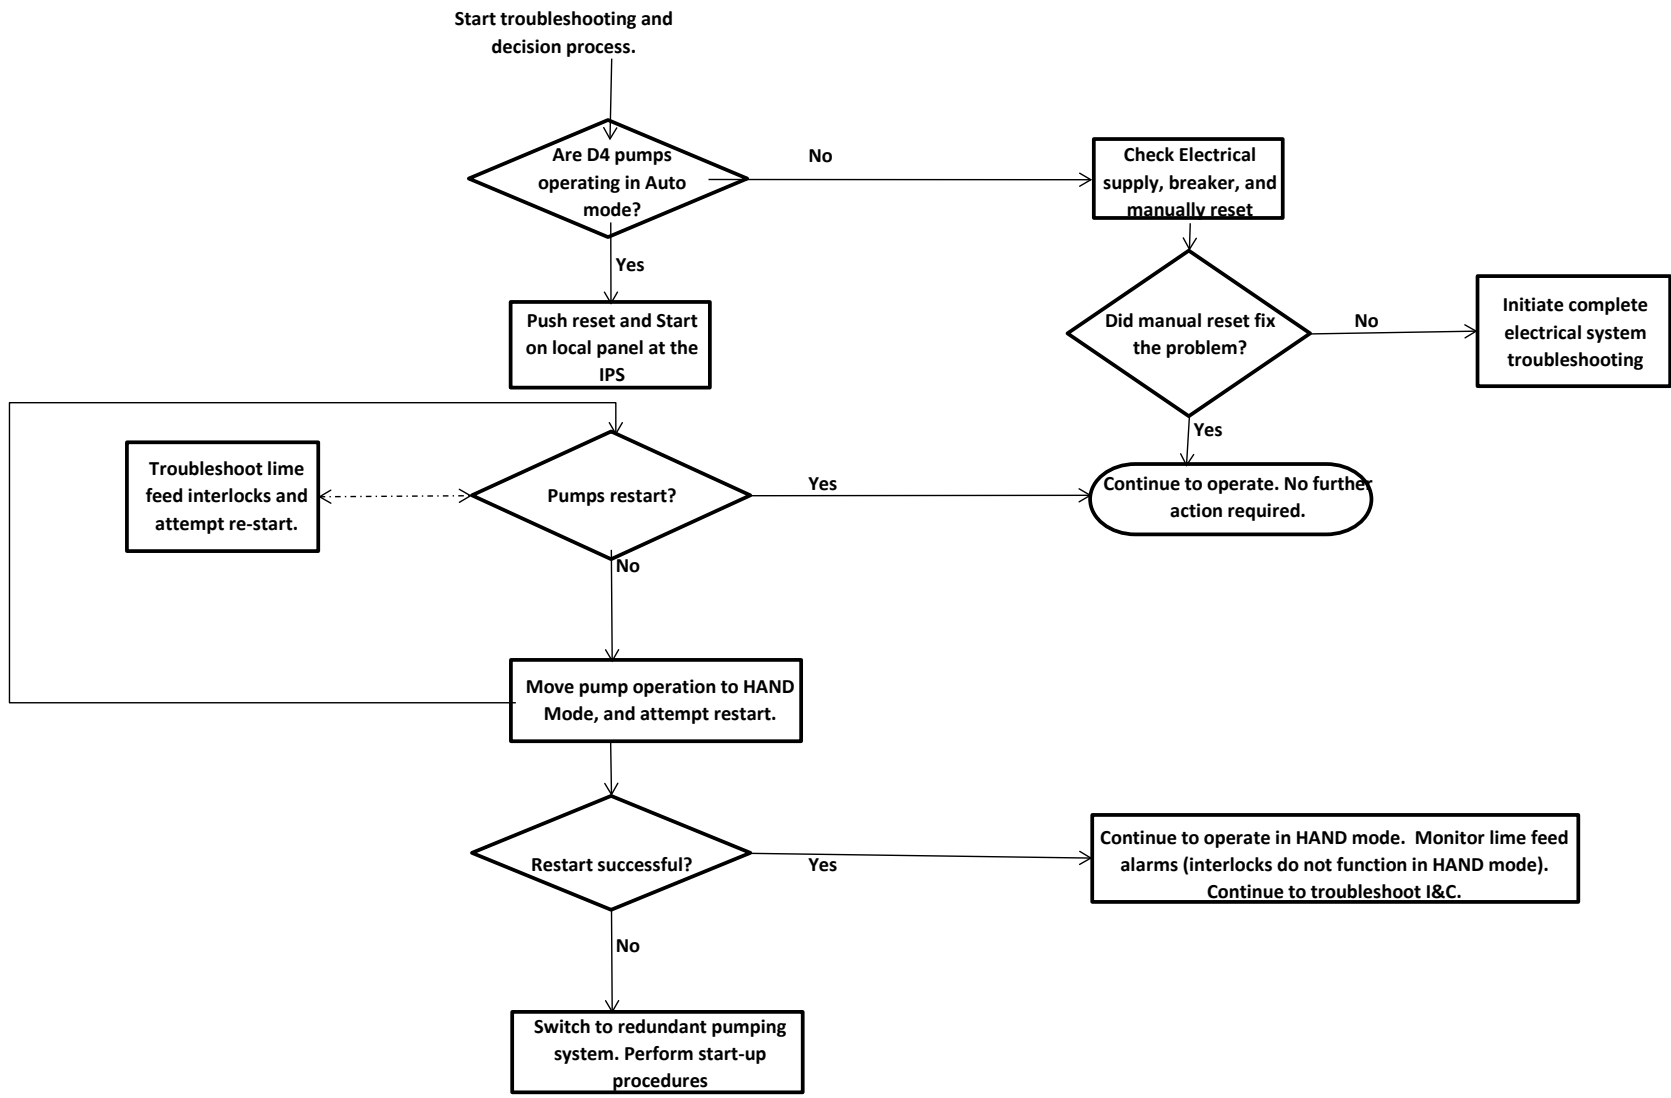 Start troubleshooting and
decision process.
Are D4 pumps
operating in Auto
mode?
No
Check Electrical
supply, breaker, and
manually reset
Yes
Push reset and Start
on local panel at the
IPS
Did manual reset fix
the problem?
No
Initiate complete
electrical system
troubleshooting
Yes
Troubleshoot lime
feed interlocks and
attempt re-start.
Pumps restart?
Yes
Continue to operate. No further
action required.
No
Move pump operation to HAND
Mode, and attempt restart.
Restart successful?
Yes
Continue to operate in HAND mode.  Monitor lime feed
alarms (interlocks do not function in HAND mode).
Continue to troubleshoot I&C.
No
Switch to redundant pumping
system. Perform start-up
procedures